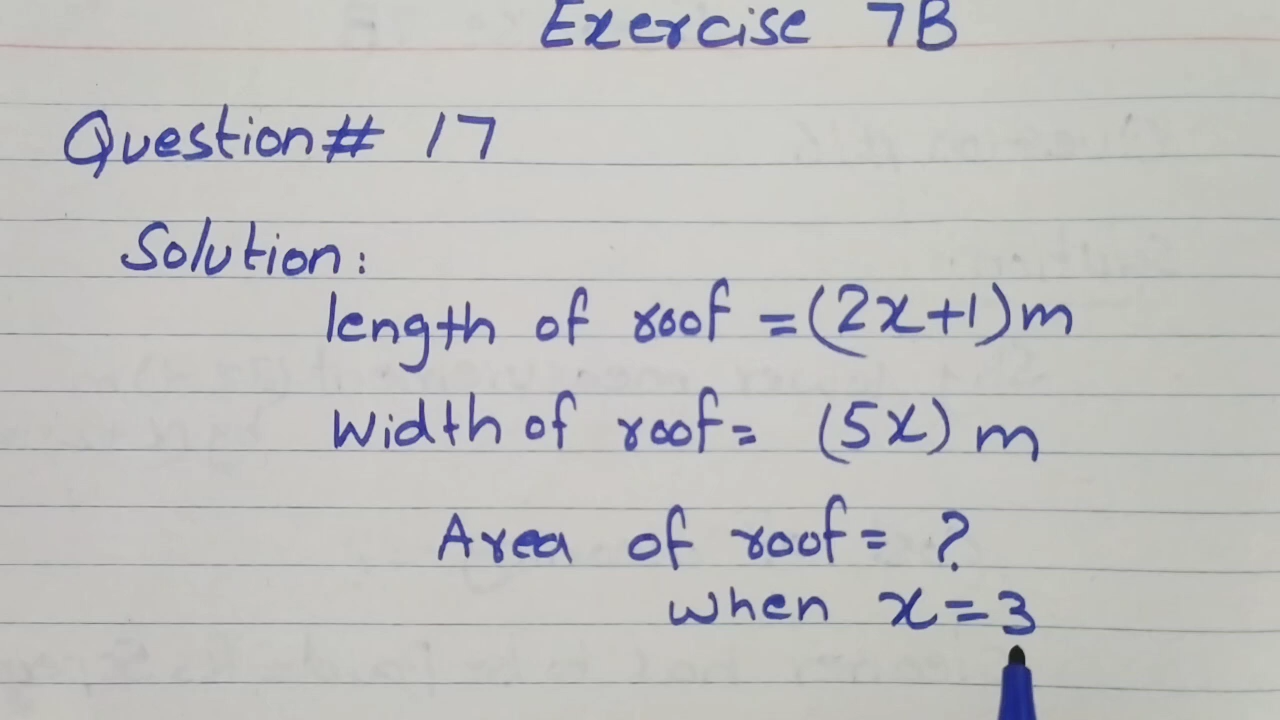 Exercise 7B
Question# 17
Solution:
length of roof =(2x+1)m
Width of roof= (5x) m
Area of roof= ?
when x=3